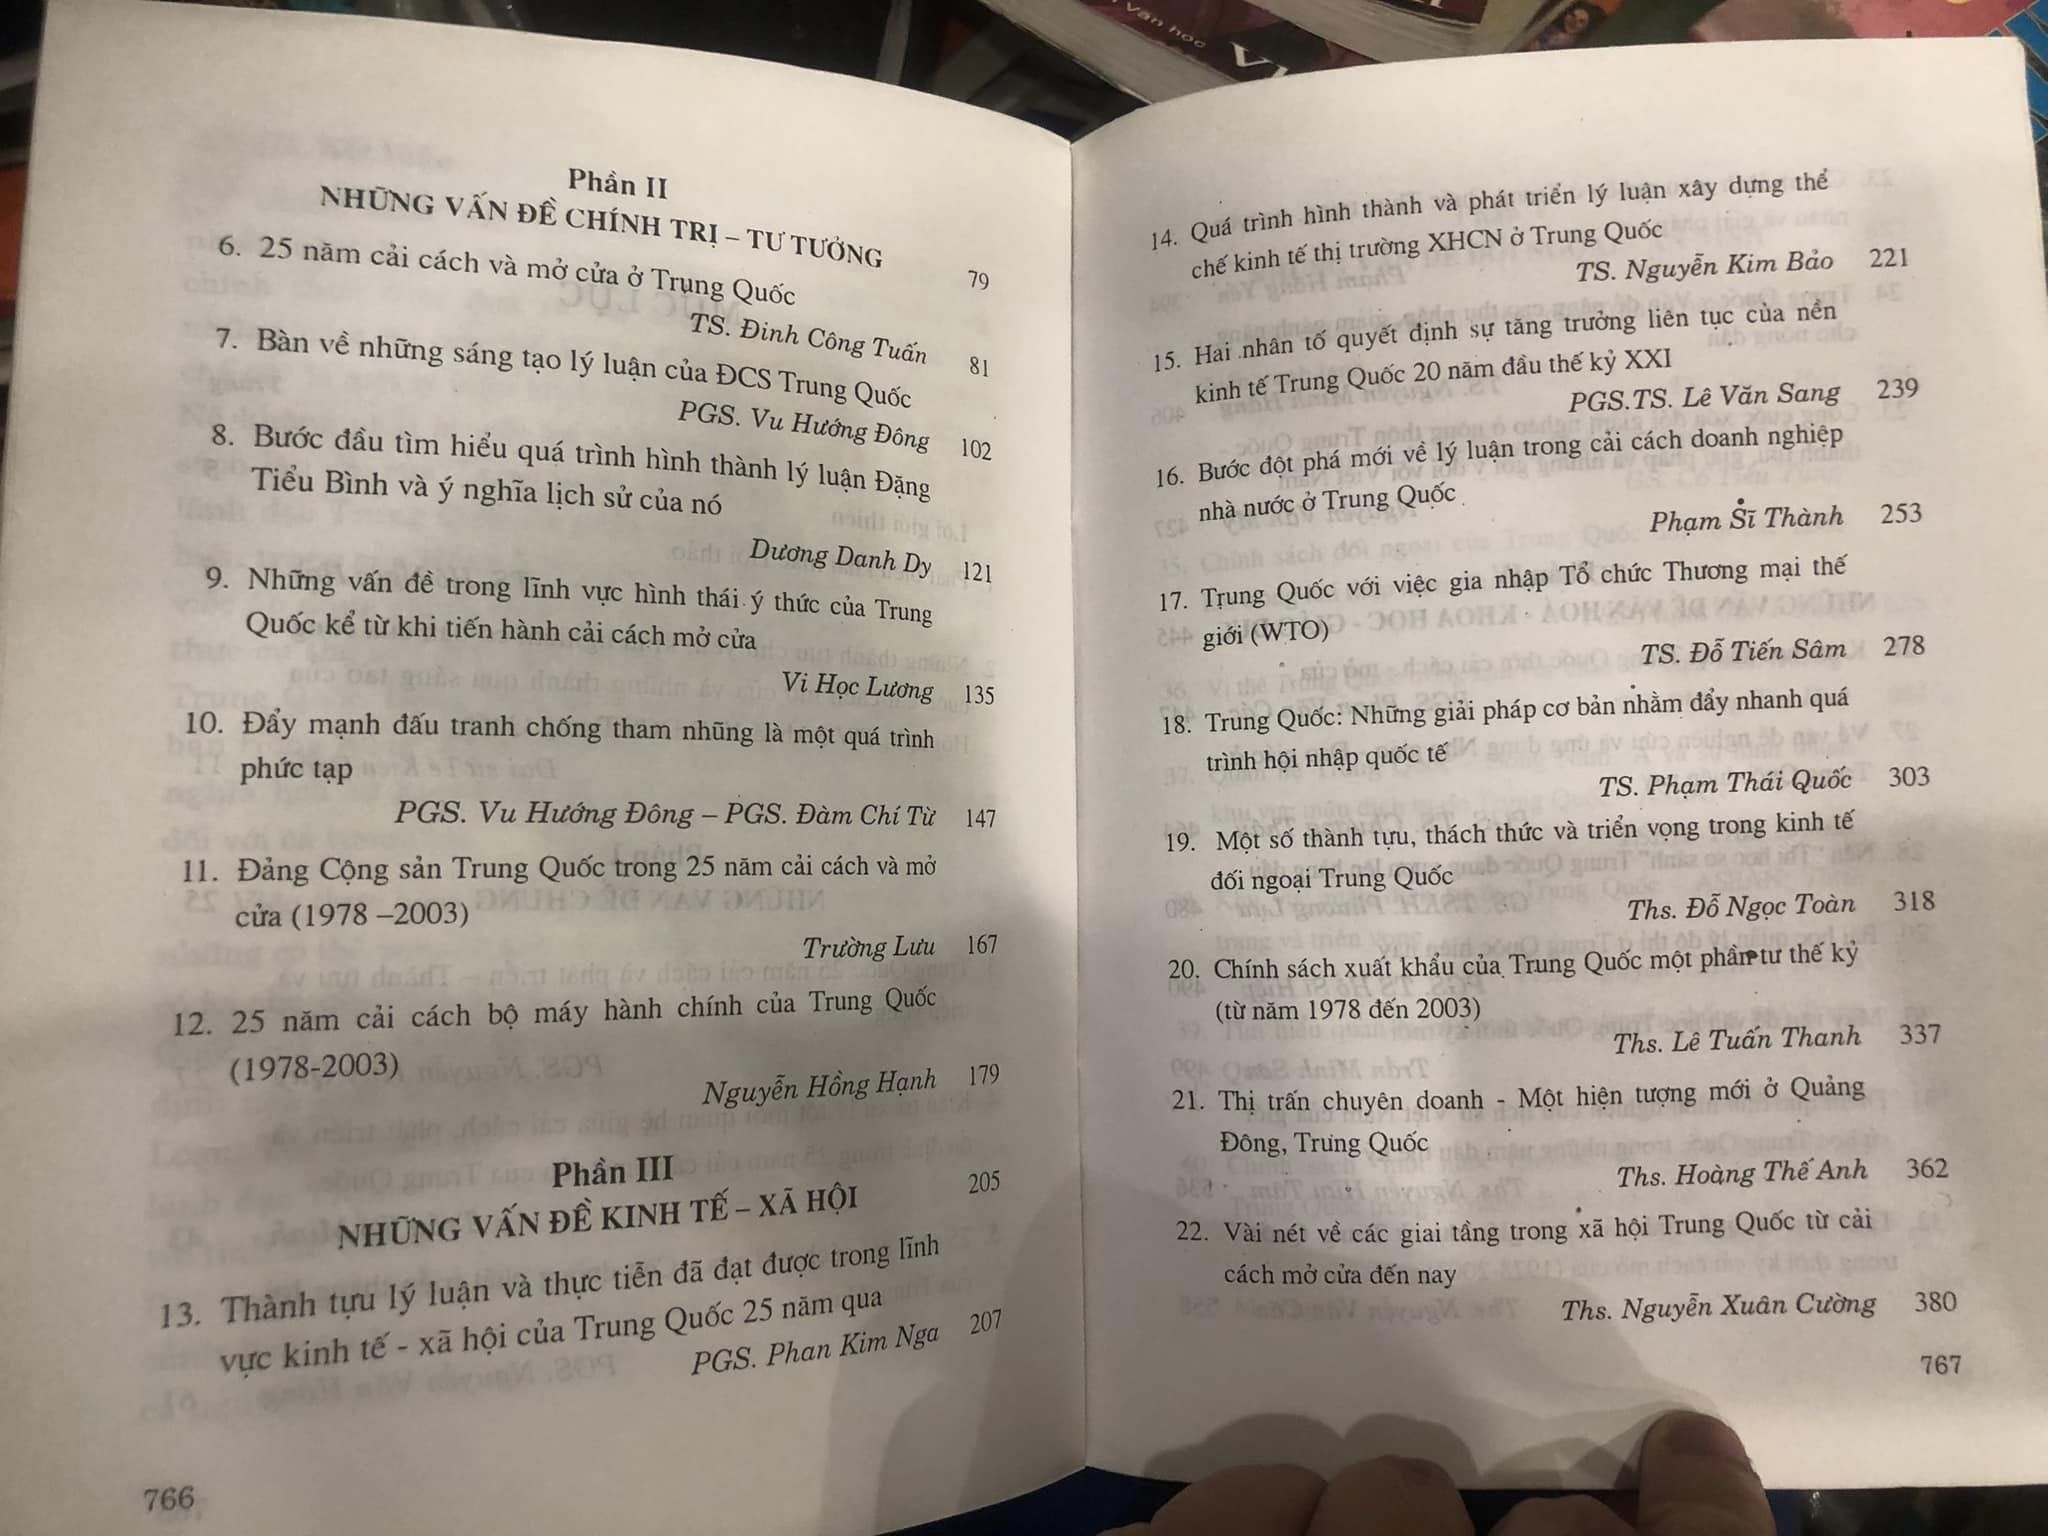 văn học
Phần II
NHỮNG VẤN ĐỀ CHÍNH TRỊ – TƯ TƯỞNG 79
6. 25 năm cải cách và mở cửa ở Trung Quốc
TS. Đinh Công Tuấn 81
7. Bàn về những sáng tạo lý luận của ĐCS Trung Quốc
PGS. Vu Hướng Đông 102
8. Bước đầu tìm hiểu quá trình hình thành lý luận Đặng
Tiểu Bình và ý nghĩa lịch sử của nó
Dương Danh Dy 121
9. Những vấn đề trong lĩnh vực hình thái ý thức của Trung
Quốc kể từ khi tiến hành cải cách mở cửa
Vi Học Lương 135
10. Đẩy mạnh đấu tranh chống tham nhũng là một quá trình
phức tạp
PGS. Vu Hướng Đông – PGS. Đàm Chí Từ 147
11. Đảng Cộng sản Trung Quốc trong 25 năm cải cách và mở
cửa (1978 –2003)
Trường Lưu 167
12. 25 năm cải cách bộ máy hành chính của Trung Quốc
(1978-2003)
Nguyễn Hồng Hạnh 179
Phần III
NHỮNG VẤN ĐỀ KINH TẾ – XÃ HỘI 205
13. Thành tựu lý luận và thực tiễn đã đạt được trong lĩnh
vực kinh tế - xã hội của Trung Quốc 25 năm qua
PGS. Phan Kim Nga 207
766
14. Quá trình hình thành và phát triển lý luận xây dựng thể
chế kinh tế thị trường XHCN ở Trung Quốc
TS. Nguyễn Kim Bảo 221
15. Hai nhân tố quyết định sự tăng trưởng liên tục của nền
kinh tế Trung Quốc 20 năm đầu thế kỷ XXI
PGS.TS. Lê Văn Sang 239
16. Bước đột phá mới về lý luận trong cải cách doanh nghiệp
nhà nước ở Trung Quốc
Phạm Sĩ Thành 253
17. Trung Quốc với việc gia nhập Tổ chức Thương mại thế
giới (WTO)
TS. Đỗ Tiến Sâm 278
18. Trung Quốc: Những giải pháp cơ bản nhằm đẩy nhanh quá
trình hội nhập quốc tế
TS. Phạm Thái Quốc 303
19. Một số thành tựu, thách thức và triển vọng trong kinh tế
đối ngoại Trung Quốc
Ths. Đỗ Ngọc Toàn 318
20. Chính sách xuất khẩu của Trung Quốc một phần tư thế kỷ
(từ năm 1978 đến 2003)
Ths. Lê Tuấn Thanh 337
21. Thị trấn chuyên doanh - Một hiện tượng mới ở Quảng
Đông, Trung Quốc
Ths. Hoàng Thế Anh 362
22. Vài nét về các giai tầng trong xã hội Trung Quốc từ cải
cách mở cửa đến nay
Ths. Nguyễn Xuân Cường 380
767